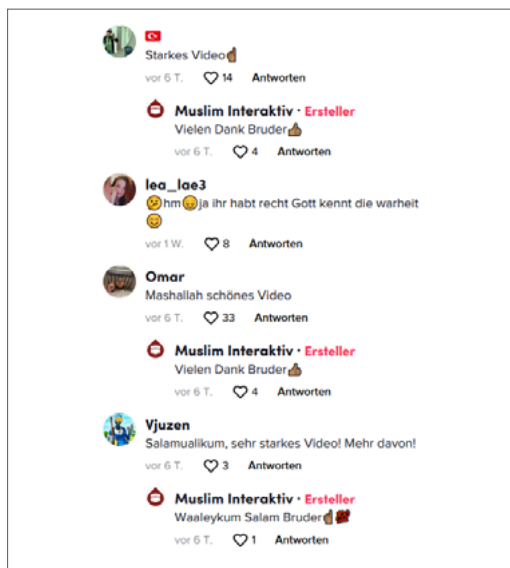 🇹🇷
Starkes Video☝🏾
vor 6 T. 14 Antworten
Muslim Interaktiv · Ersteller
Vielen Dank Bruder👍🏾
vor 6 T. 4 Antworten
lea_lae3
🤔hm😖ja ihr habt recht Gott kennt die warheit
😊
vor 1 W. 8 Antworten
Omar
Mashallah schönes Video
vor 6 T. 33 Antworten
Muslim Interaktiv · Ersteller
Vielen Dank Bruder👍🏾
vor 6 T. 4 Antworten
Vjuzen
Salamualikum, sehr starkes Video! Mehr davon!
vor 6 T. 3 Antworten
Muslim Interaktiv · Ersteller
Waaleykum Salam Bruder☝🏾
vor 6 T. 1 Antworten